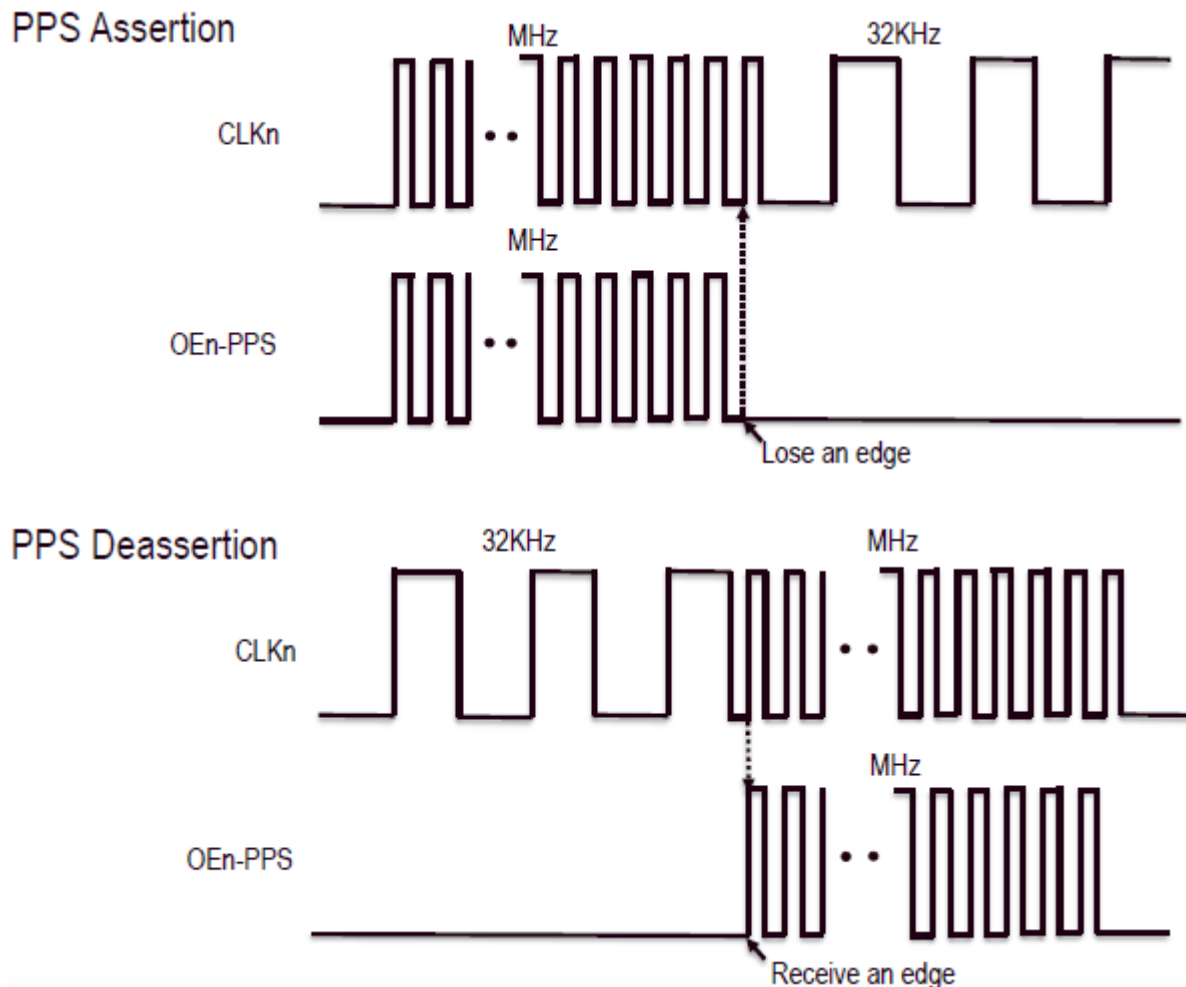 PPS Assertion
MHz
32KHz
CLKn
MHz
OEn-PPS
Lose an edge
PPS Deassertion
32KHz
MHz
CLKn
MHz
OEn-PPS
Receive an edge